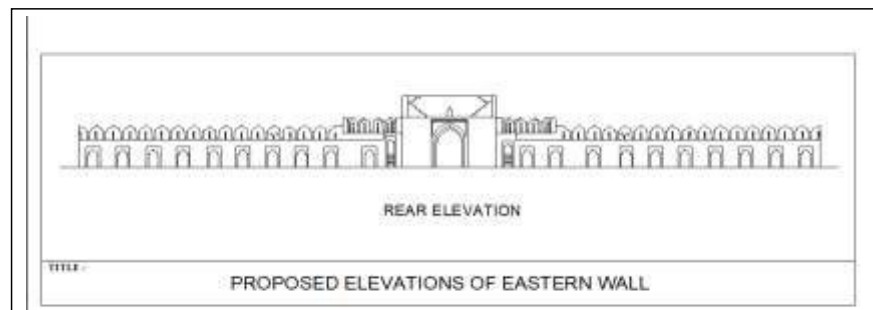 REAR ELEVATION
TITLE :-
PROPOSED ELEVATIONS OF EASTERN WALL